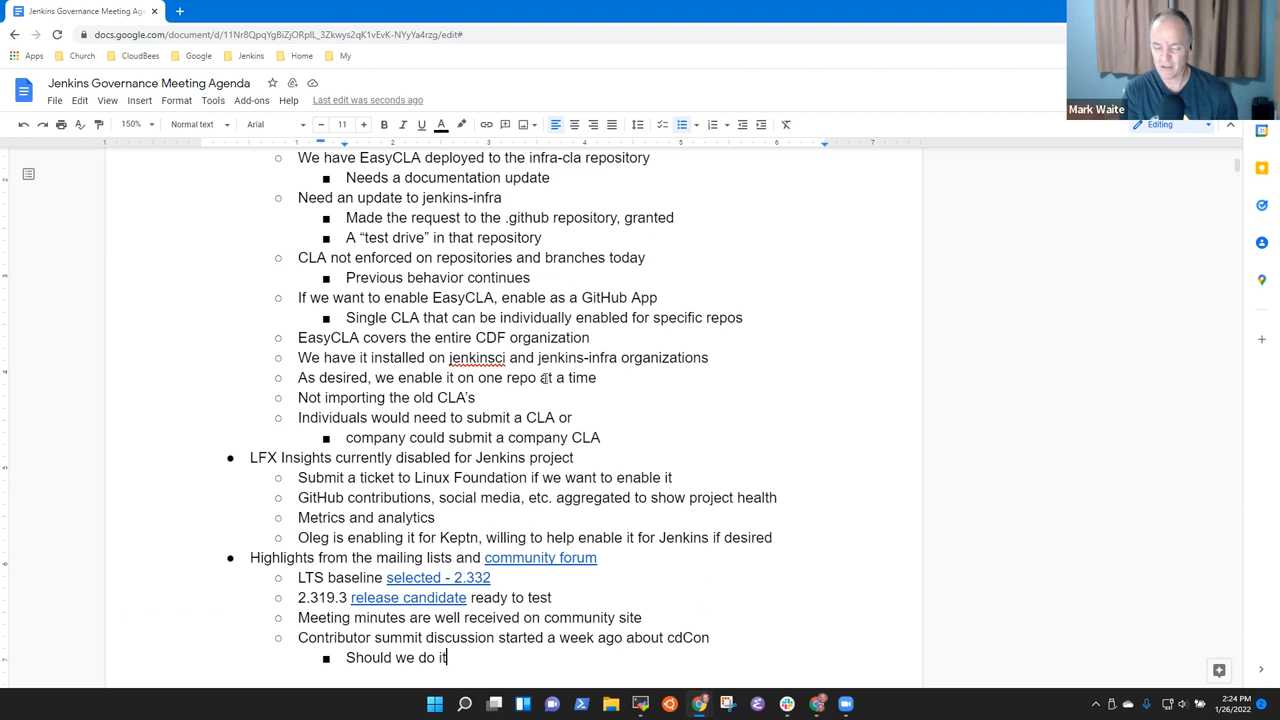 Jenkins Governance Meeting Ag
docs.google.com/document/d/11Nr8QpqYgBiZjORpIL_3Zkwys2qK1vEvK-NYyYa4rzg/edit#
Apps Church CloudBees Google Jenkins Home My
Jenkins Governance Meeting Agenda
File Edit View Insert Format Tools Add-ons Help Last edit was seconds ago
Mark Waite
150% Normal text Arial 11 Editing
1 1 2 3 4 5 6 7
We have EasyCLA deployed to the infra-cla repository
Needs a documentation update
Need an update to jenkins-infra
Made the request to the .github repository, granted
A “test drive” in that repository
CLA not enforced on repositories and branches today
Previous behavior continues
If we want to enable EasyCLA, enable as a GitHub App
Single CLA that can be individually enabled for specific repos
EasyCLA covers the entire CDF organization
We have it installed on jenkinsci and jenkins-infra organizations
As desired, we enable it on one repo at a time
Not importing the old CLA's
Individuals would need to submit a CLA or
company could submit a company CLA
LFX Insights currently disabled for Jenkins project
Submit a ticket to Linux Foundation if we want to enable it
GitHub contributions, social media, etc. aggregated to show project health
Metrics and analytics
Oleg is enabling it for Keptn, willing to help enable it for Jenkins if desired
Highlights from the mailing lists and community forum
LTS baseline selected - 2.332
2.319.3 release candidate ready to test
Meeting minutes are well received on community site
Contributor summit discussion started a week ago about cdCon
Should we do it
2:24 PM
1/26/2022